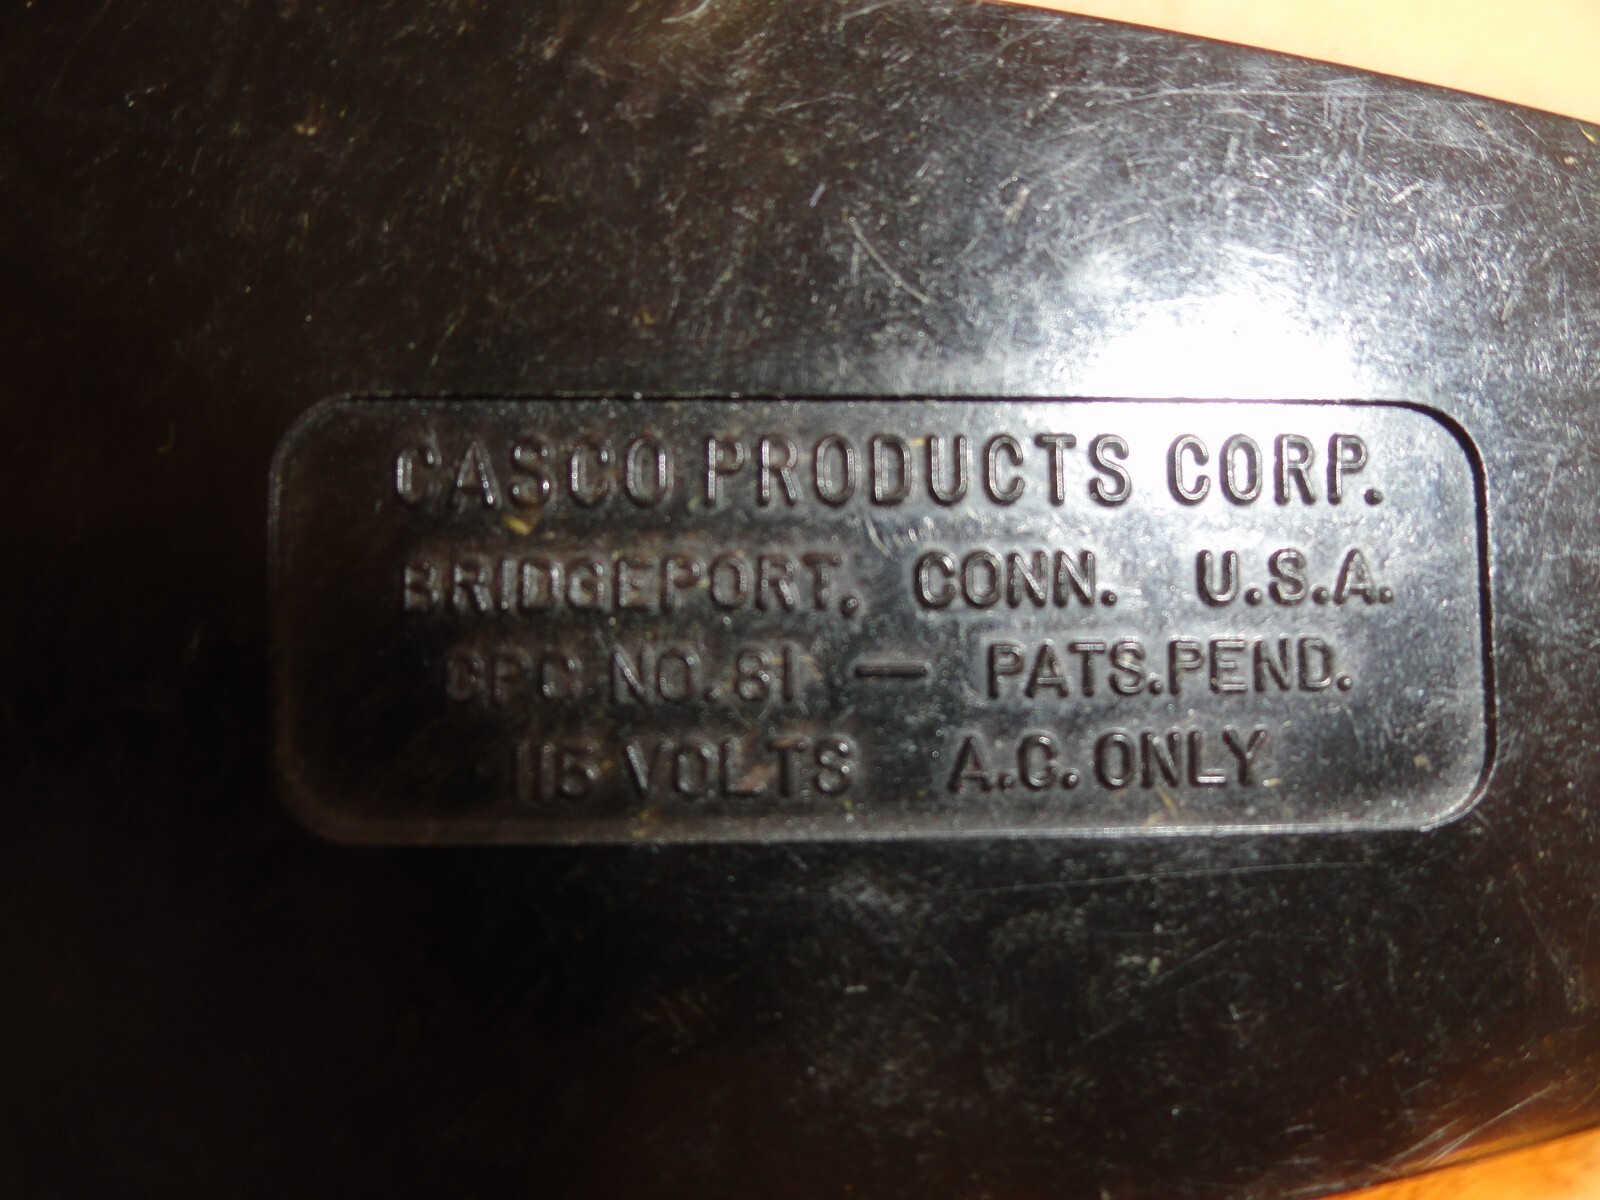 CASCO PRODUCTS CORP.
BRIDGEPORT, CONN. U.S.A.
CPC NO. 81 — PATS.PEND.
115 VOLTS A.C. ONLY